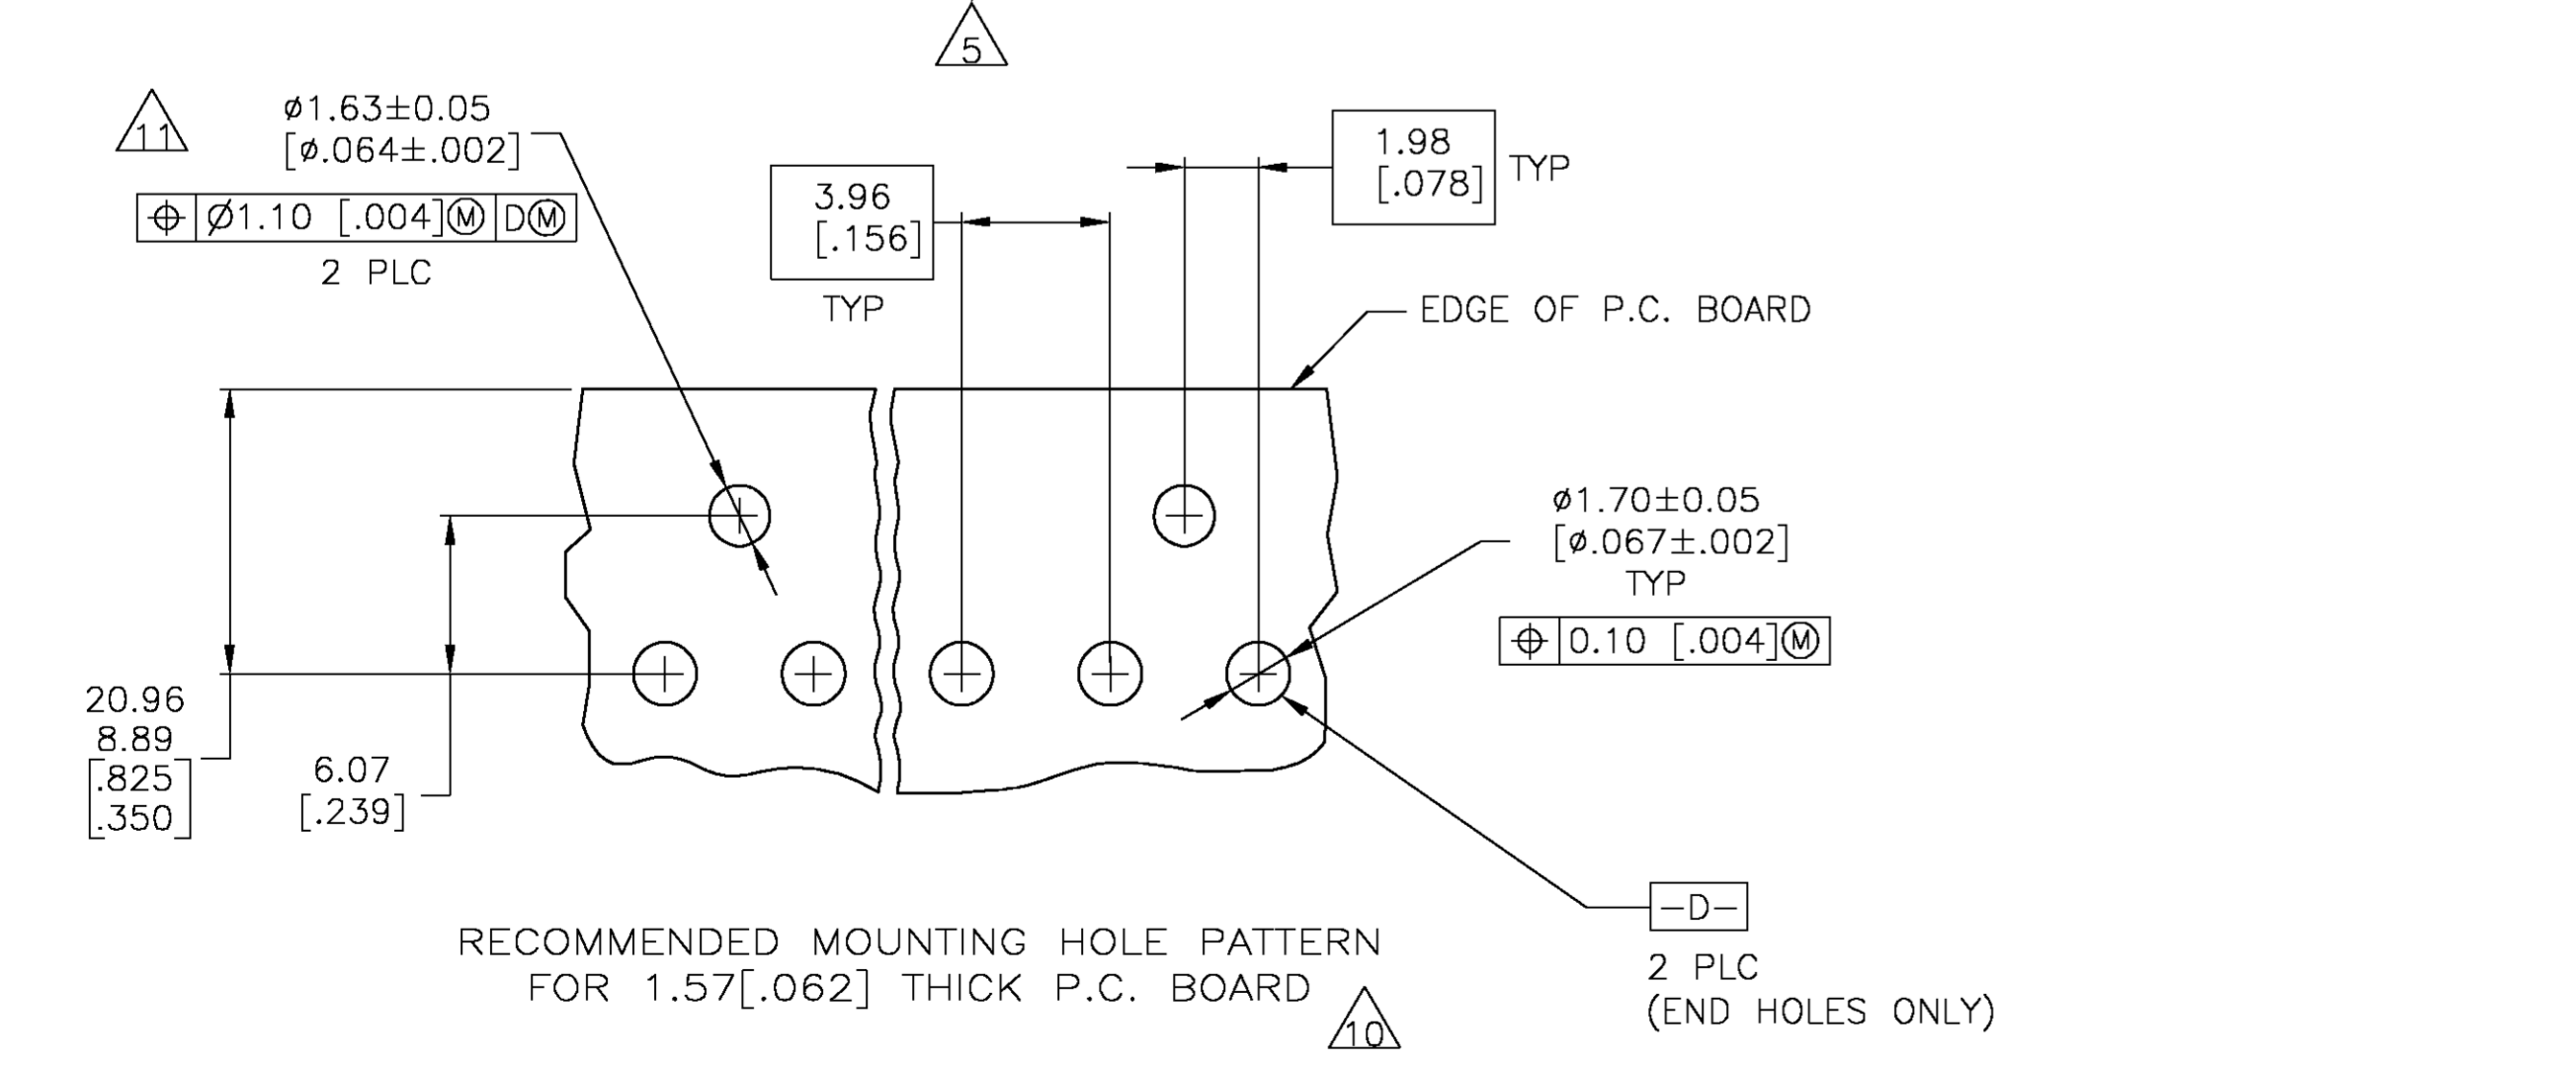 5
11
ø1.63±0.05
[ø.064±.002]
⌖ Ø1.10 [.004]Ⓜ DⓂ
2 PLC
3.96
[.156]
TYP
1.98
[.078]
TYP
EDGE OF P.C. BOARD
ø1.70±0.05
[ø.067±.002]
TYP
⌖ 0.10 [.004]Ⓜ
20.96
8.89
[.825
.350]
6.07
[.239]
-D-
2 PLC
(END HOLES ONLY)
RECOMMENDED MOUNTING HOLE PATTERN
FOR 1.57[.062] THICK P.C. BOARD
10